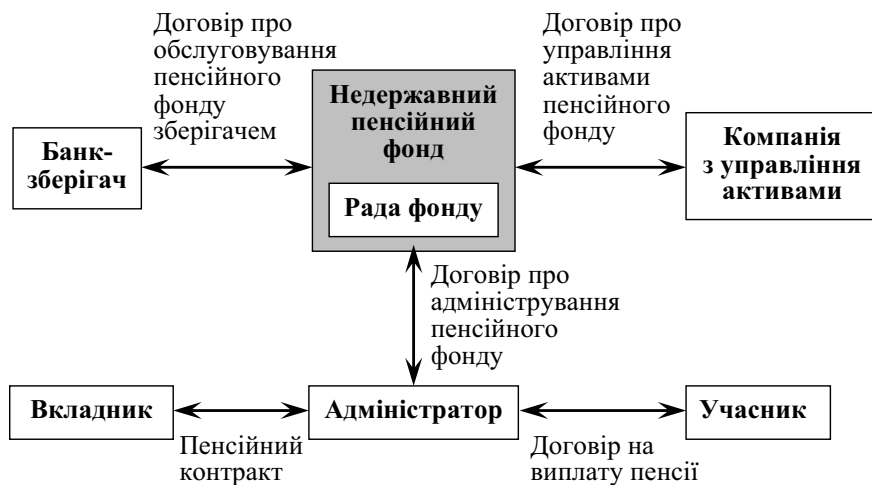 Договір про
обслуговування
пенсійного
фонду
зберігачем
Недержавний
пенсійний
фонд
Рада фонду
Договір про
управління
активами
пенсійного
фонду
Банк-
зберігач
Компанія
з управління
активами
Договір про
адміністрування
пенсійного
фонду
Вкладник
Адміністратор
Учасник
Пенсійний
контракт
Договір на
виплату пенсії